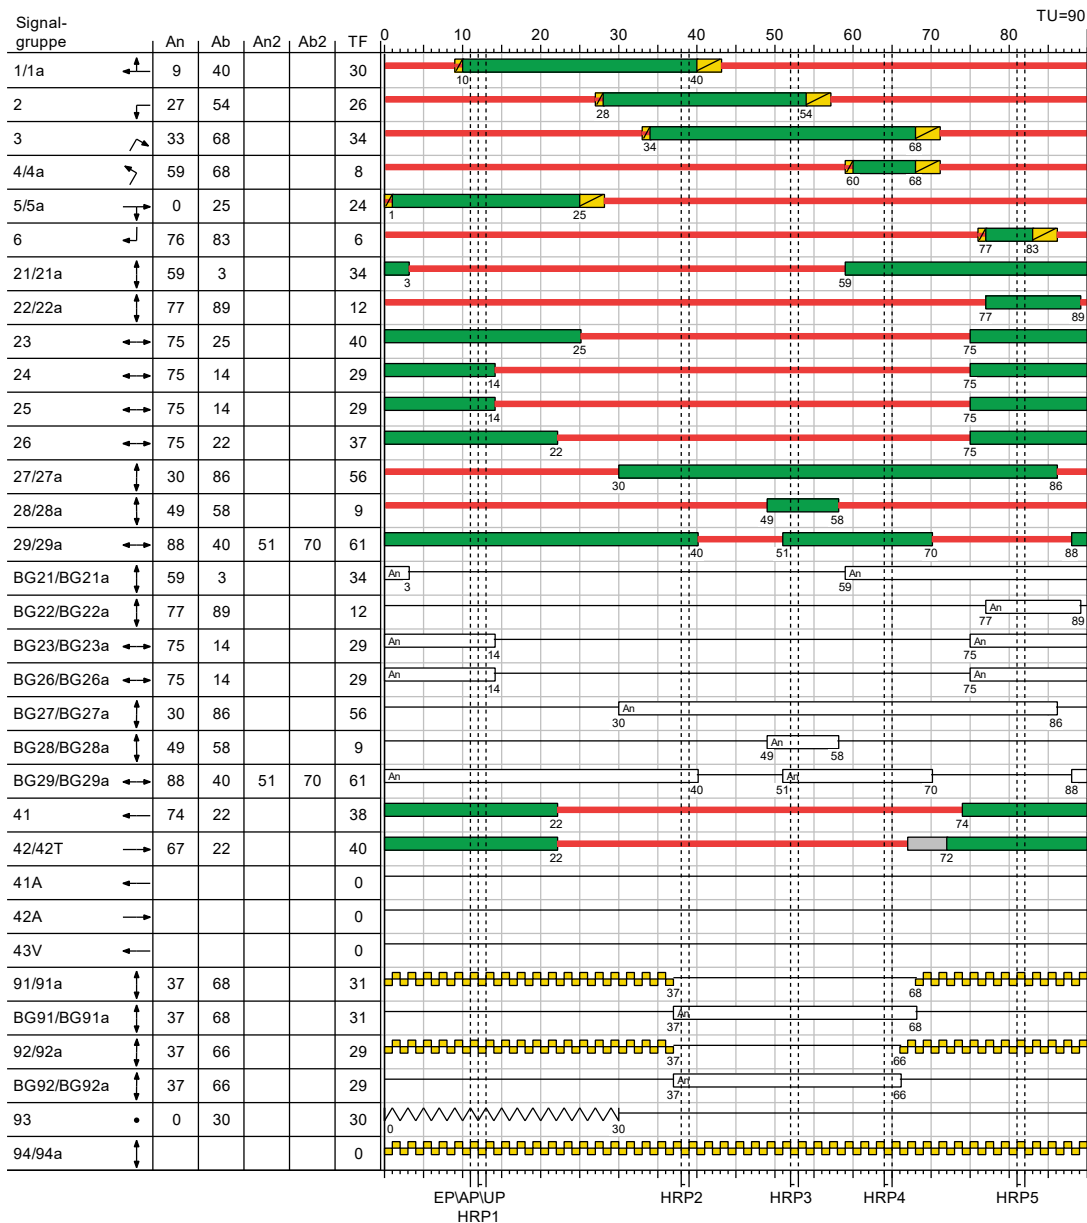 TU=90
Signal-
gruppe An Ab An2 Ab2 TF 0 10 20 30 40 50 60 70 80
1/1a 9 40 30 10 40
2 27 54 26 28 54
3 33 68 34 34 68
4/4a 59 68 8 60 68
5/5a 0 25 24 1 25
6 76 83 6 77 83
21/21a 59 3 34 3 59
22/22a 77 89 12 77 89
23 75 25 40 25 75
24 75 14 29 14 75
25 75 14 29 14 75
26 75 22 37 22 75
27/27a 30 86 56 30 86
28/28a 49 58 9 49 58
29/29a 88 40 51 70 61 40 51 70 88
BG21/BG21a 59 3 34 An 3 59 An
BG22/BG22a 77 89 12 An 77 89
BG23/BG23a 75 14 29 An 14 75 An
BG26/BG26a 75 14 29 An 14 75 An
BG27/BG27a 30 86 56 An 30 86
BG28/BG28a 49 58 9 An 49 58
BG29/BG29a 88 40 51 70 61 An 40 51 An 70 88
41 74 22 38 22 74
42/42T 67 22 40 22 72
41A 0
42A 0
43V 0
91/91a 37 68 31 37 68
BG91/BG91a 37 68 31 An 37 68
92/92a 37 66 29 37 66
BG92/BG92a 37 66 29 An 37 66
93 0 30 30 0 30
94/94a 0
EP\AP\UP HRP2 HRP3 HRP4 HRP5
HRP1